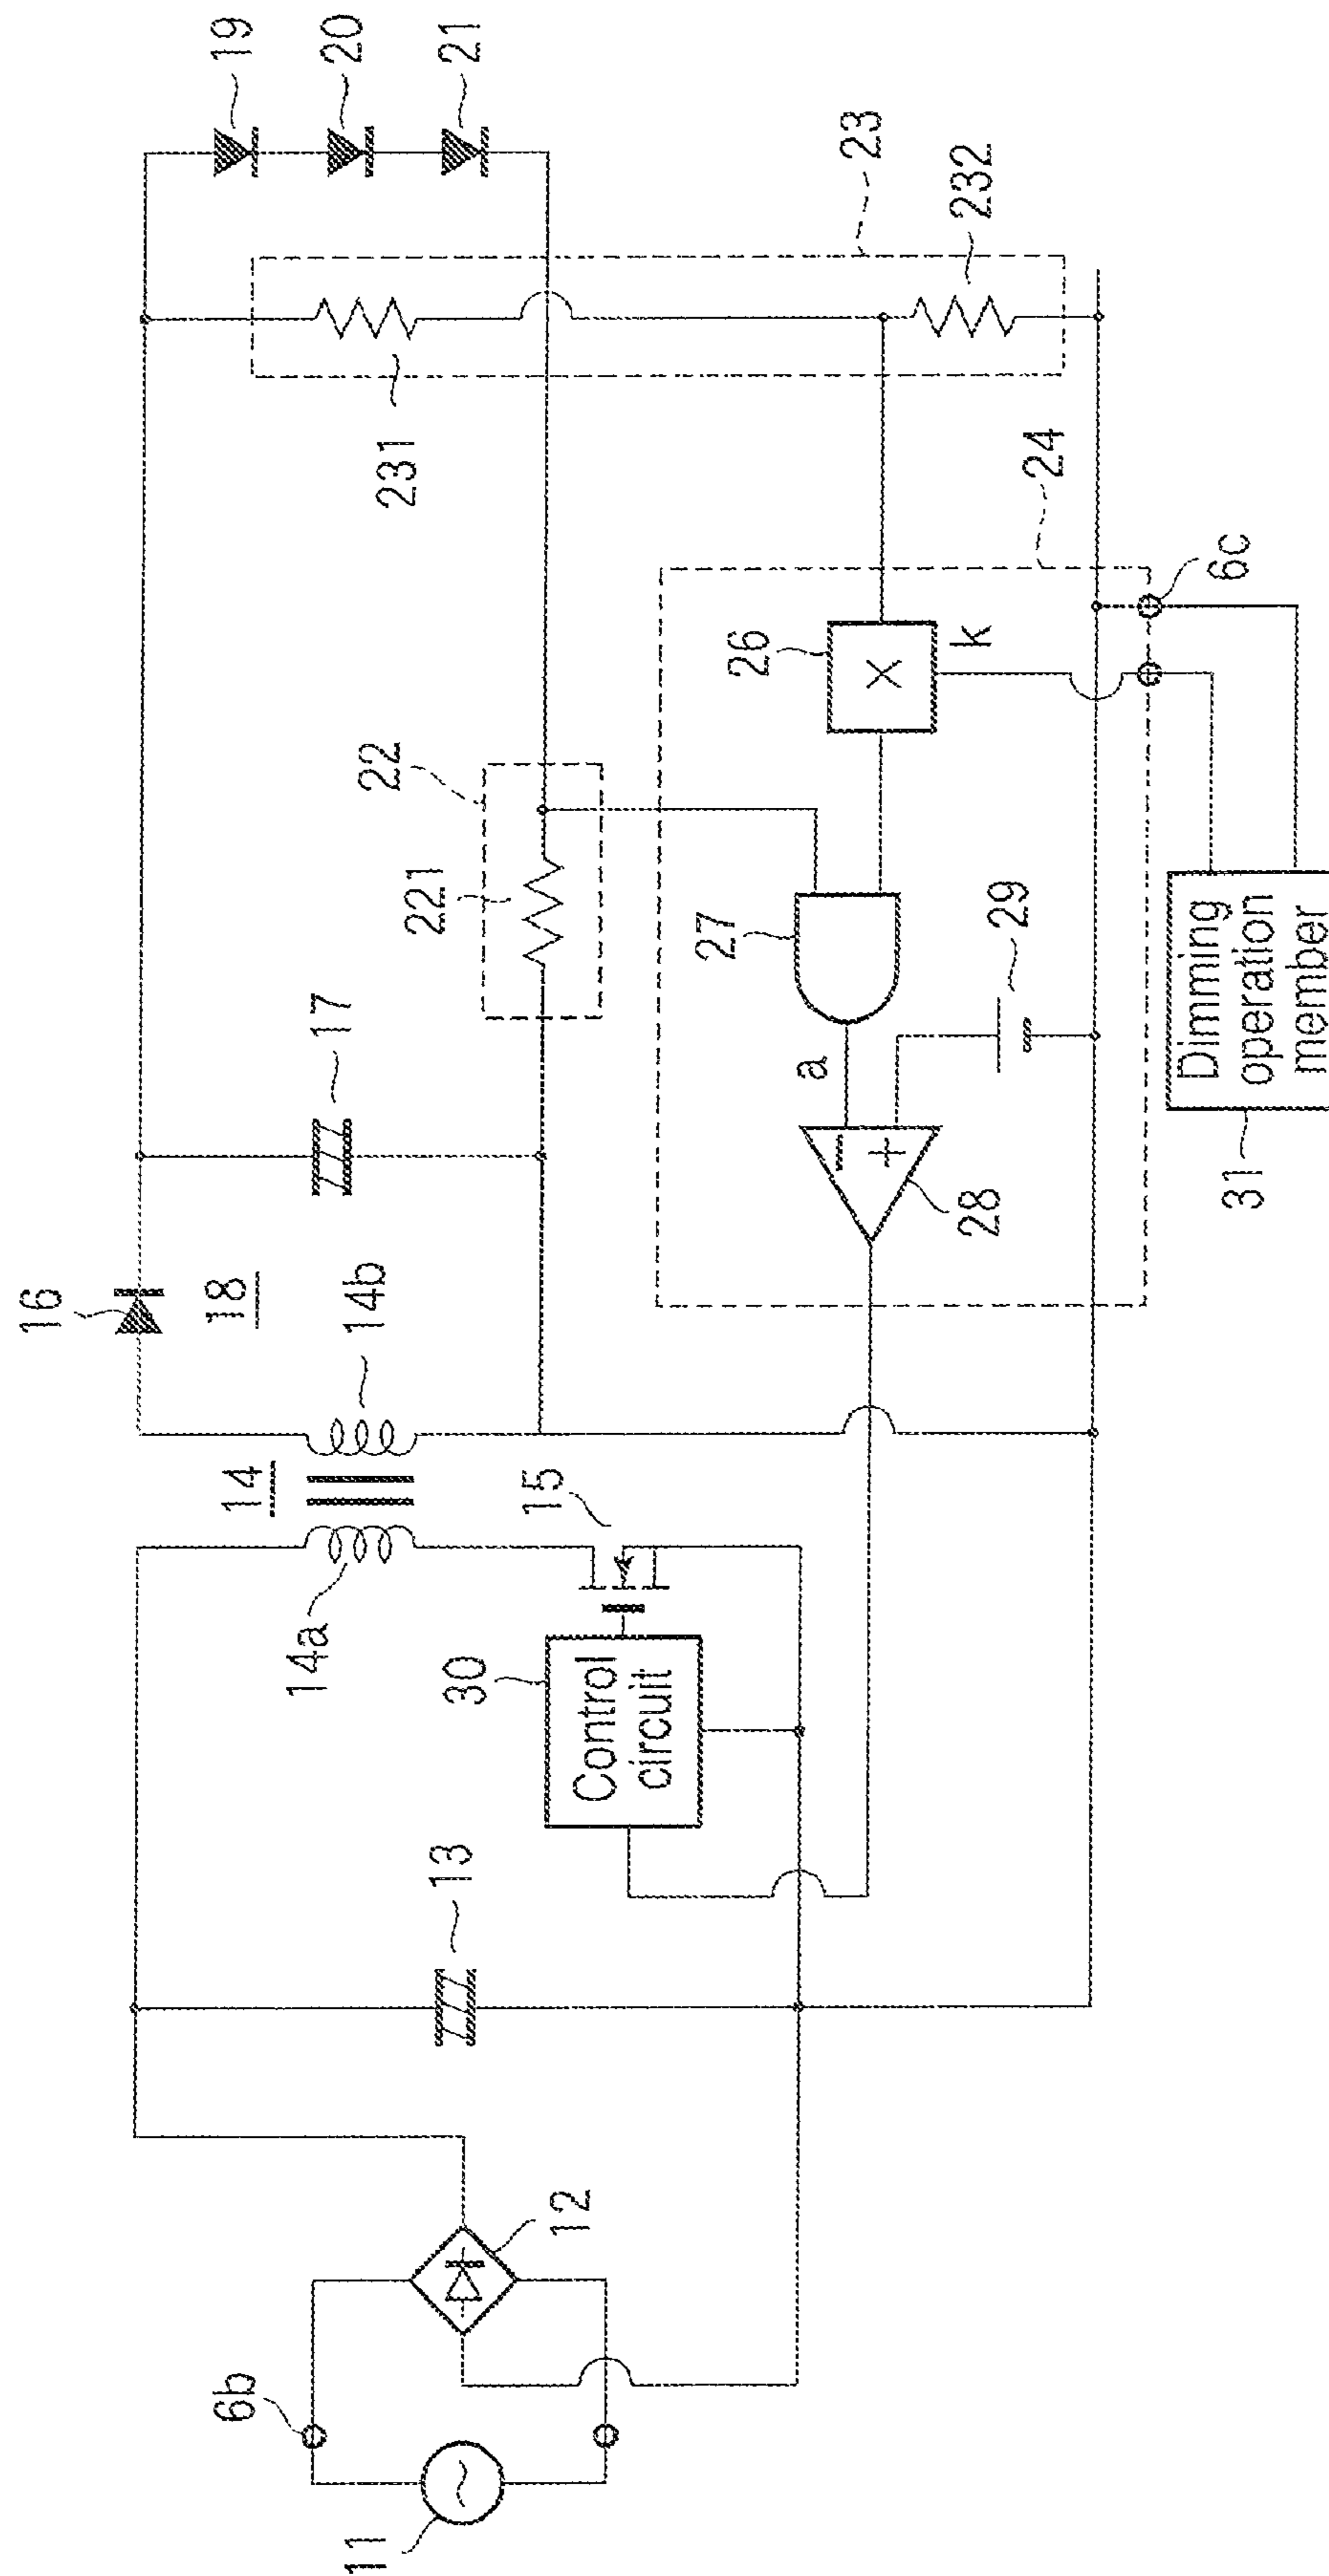 19
20
21
23
232
231
24
6c
22
221
26
k
X
27
29
a
28
Dimming
operation
member
31
17
16
18
14b
14
14a
15
30
Control
circuit
13
12
6b
11